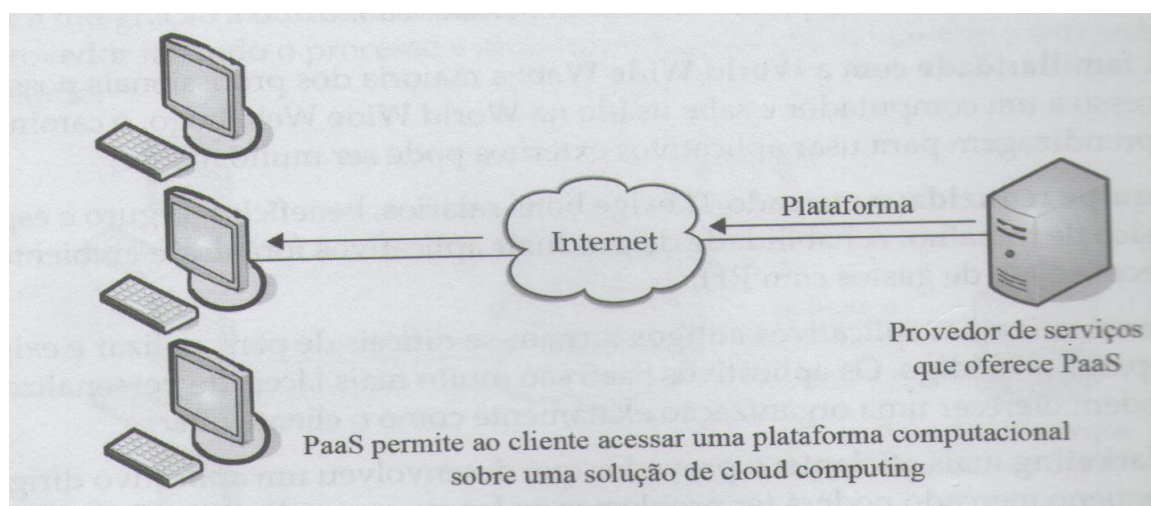 Plataforma
Internet
Provedor de serviços
que oferece PaaS
PaaS permite ao cliente acessar uma plataforma computacional
sobre uma solução de cloud computing